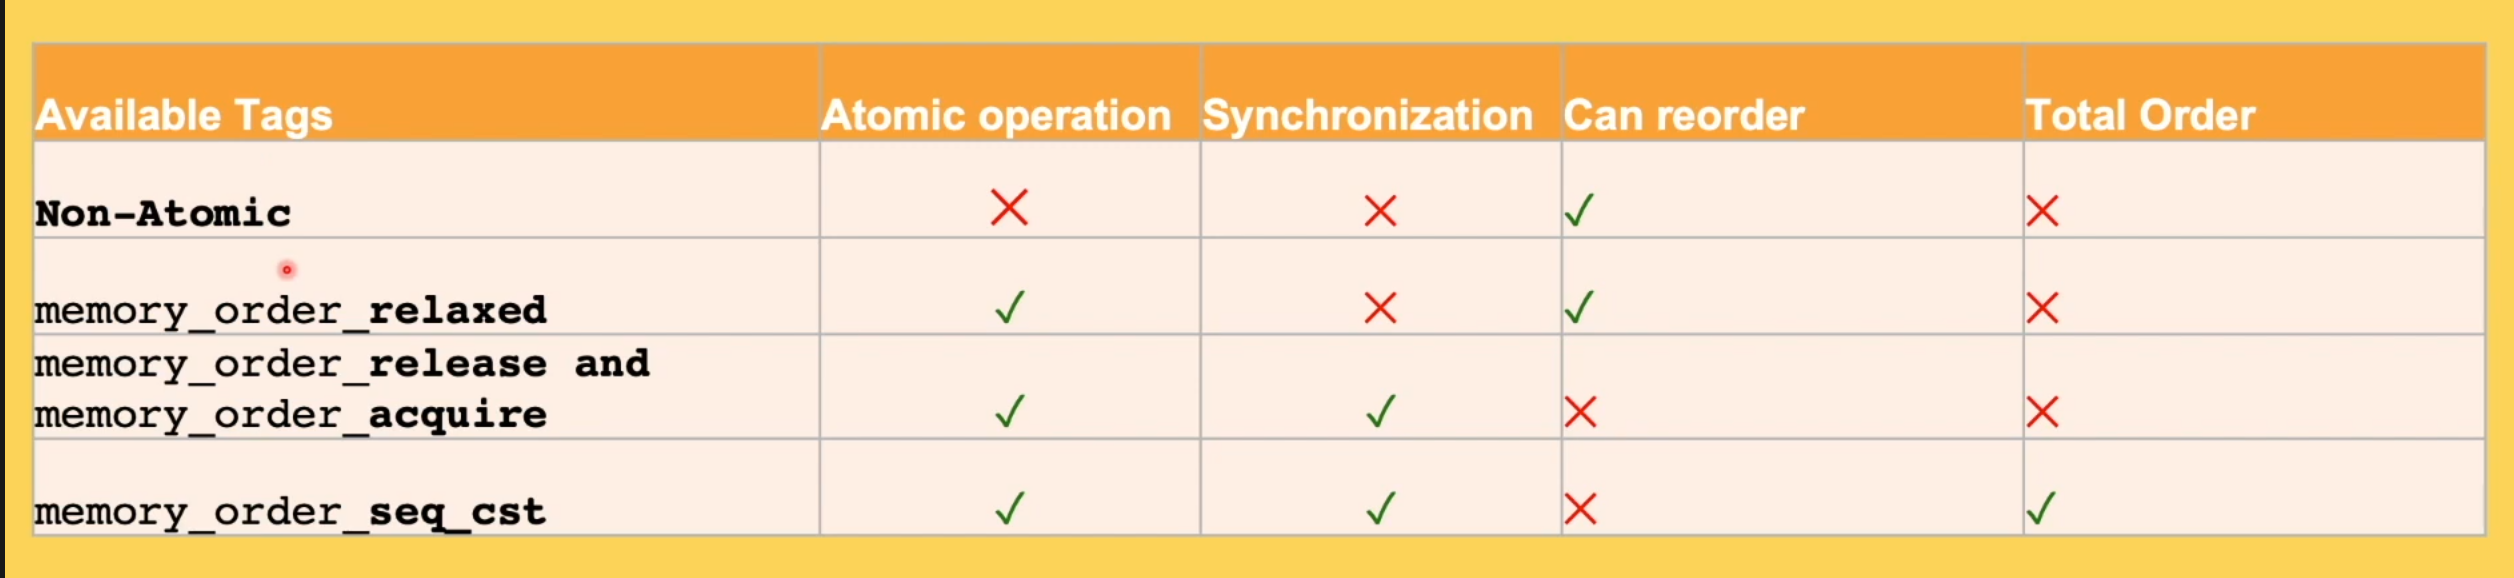 Available Tags Atomic operation Synchronization Can reorder Total Order
Non-Atomic ✗ ✗ ✓ ✗
memory_order_relaxed ✓ ✗ ✓ ✗
memory_order_release and
memory_order_acquire ✓ ✓ ✗ ✗
memory_order_seq_cst ✓ ✓ ✗ ✓